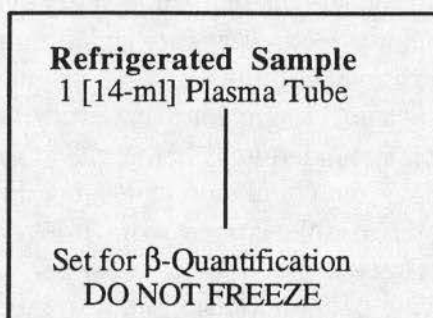 Refrigerated Sample
1 [14-ml] Plasma Tube
Set for β-Quantification
DO NOT FREEZE